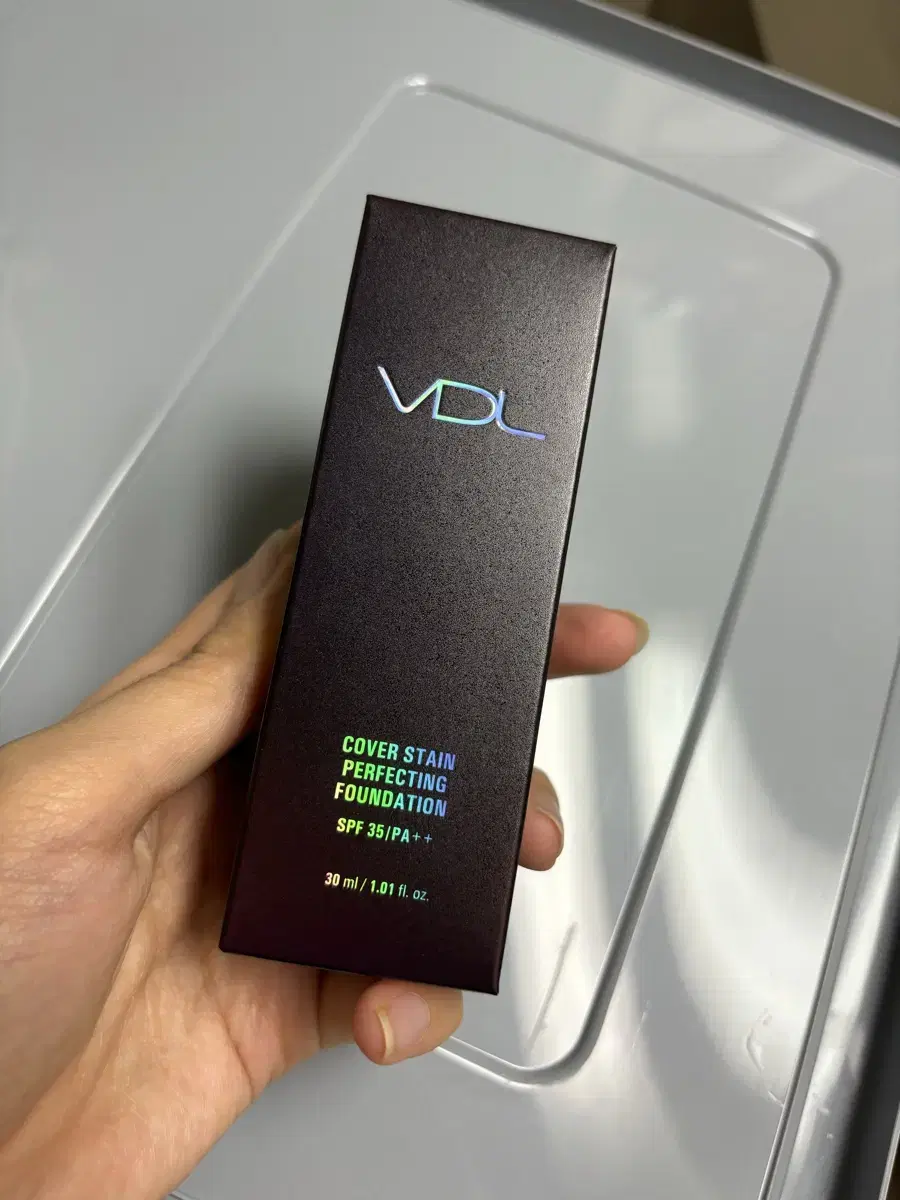 VDL
COVER STAIN
PERFECTING
FOUNDATION
SPF 35/PA++
30 ml / 1.01 fl. oz.